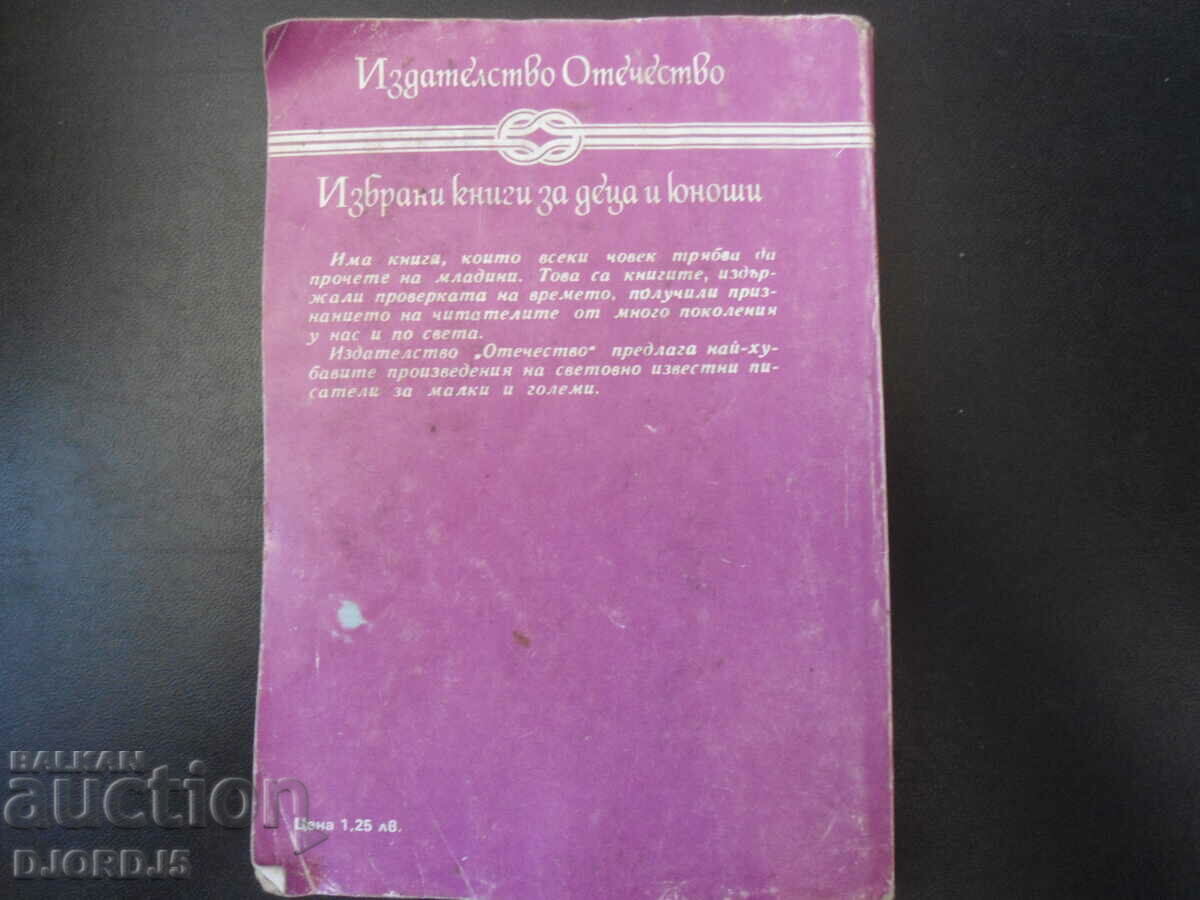 Издателство Отечество
Избрани книги за деца и юноши
Има книги, които всеки човек трябва да
прочете на младини. Това са книгите, издър-
жали проверката на времето, получили приз-
нанието на читателите от много поколения
у нас и по света.
Издателство „Отечество“ предлага най-ху-
бавите произведения на световно известни пи-
сатели за малки и големи.
BALKAN
auction
Цена 1,25 лв.
DJORD.J5